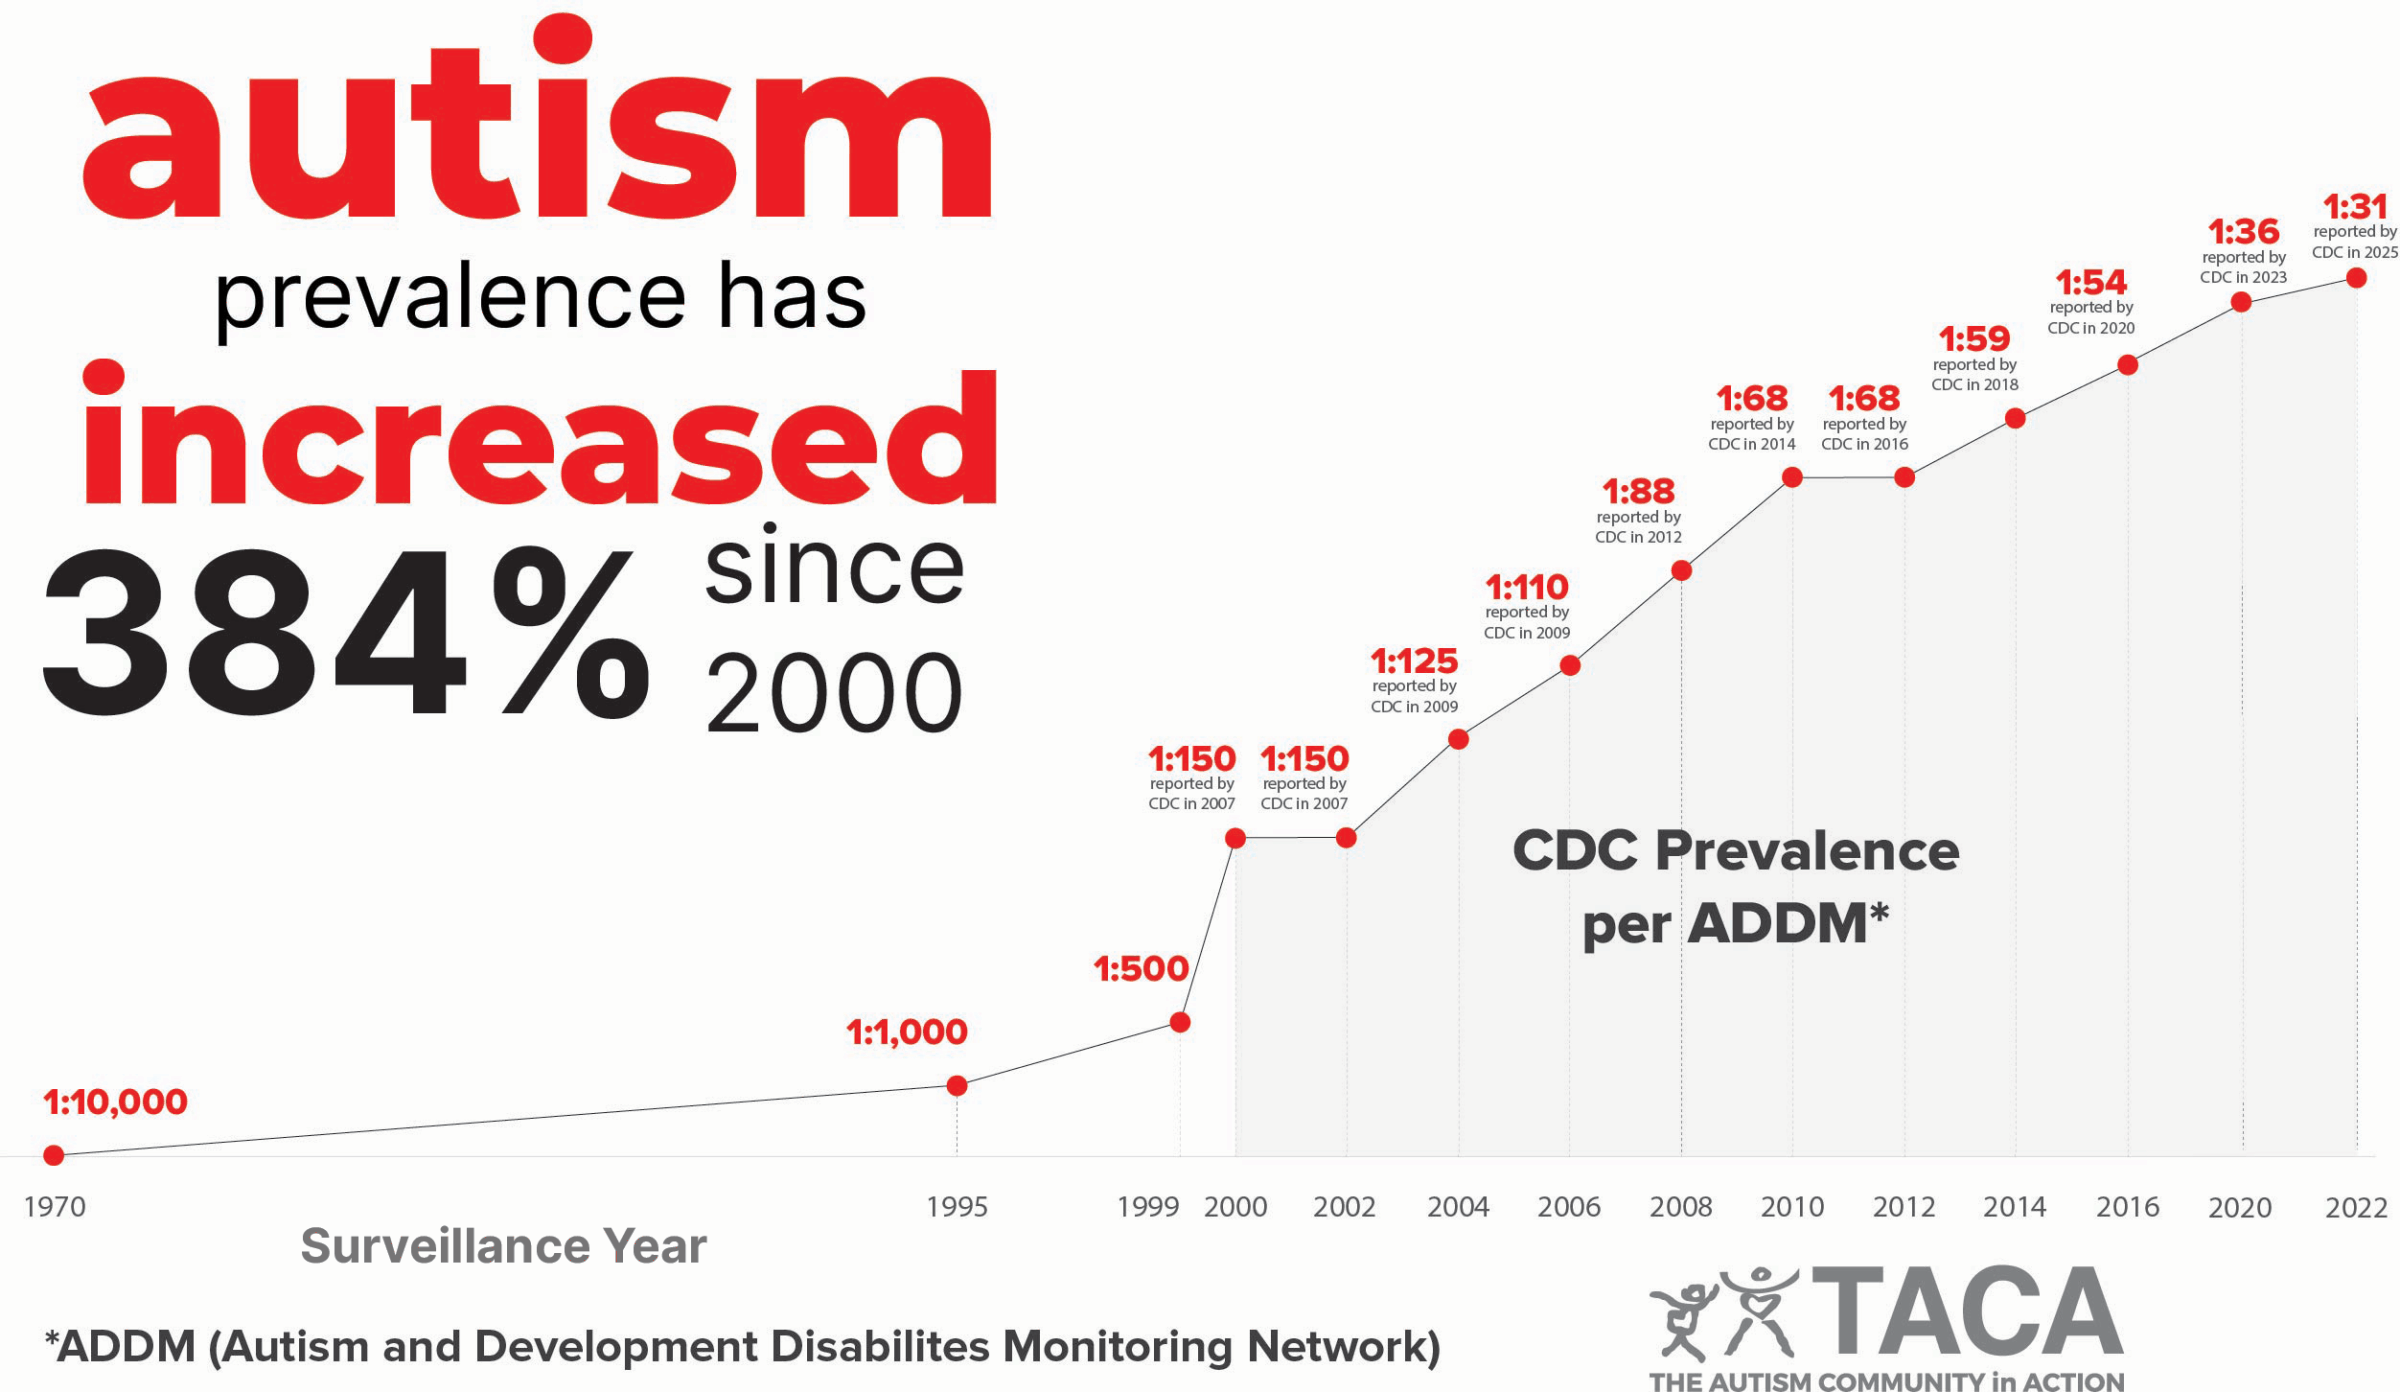 autism
prevalence has
increased
384% since
2000
1:10,000
1:1,000
1:500
1:150
reported by
CDC in 2007
1:150
reported by
CDC in 2007
1:125
reported by
CDC in 2009
1:110
reported by
CDC in 2009
1:88
reported by
CDC in 2012
1:68
reported by
CDC in 2014
1:68
reported by
CDC in 2016
1:59
reported by
CDC in 2018
1:54
reported by
CDC in 2020
1:36
reported by
CDC in 2023
1:31
reported by
CDC in 2025
CDC Prevalence
per ADDM*
1970 1995 1999 2000 2002 2004 2006 2008 2010 2012 2014 2016 2020 2022
Surveillance Year
*ADDM (Autism and Development Disabilites Monitoring Network)
TACA
THE AUTISM COMMUNITY in ACTION